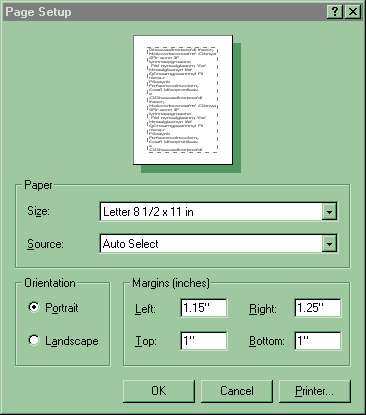 Page Setup
Paper
Size: Letter 8 1/2 x 11 in
Source: Auto Select
Orientation
Portrait
Landscape
Margins (inches)
Left: 1.15" Right: 1.25"
Top: 1" Bottom: 1"
OK Cancel Printer...